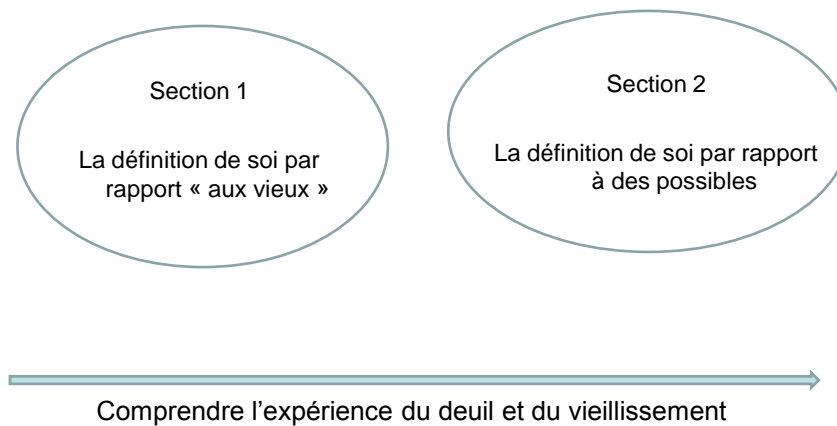 Section 1
La définition de soi par
rapport « aux vieux »
Section 2
La définition de soi par rapport
à des possibles
Comprendre l’expérience du deuil et du vieillissement